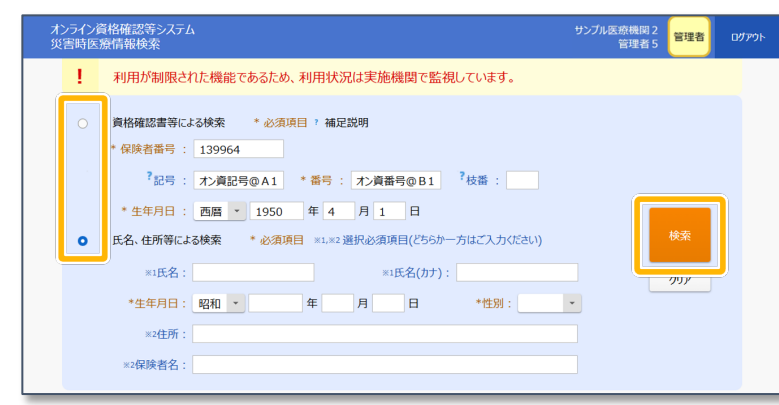 オンライン資格確認等システム
災害時医療情報検索
サンプル医療機関2
管理者5
管理者
ログアウト
! 利用が制限された機能であるため、利用状況は実施機関で監視しています。
資格確認書等による検索 * 必須項目 ? 補足説明
* 保険者番号 : 139964
?記号 : オン資記号@A1 * 番号 : オン資番号@B1 ?枝番 :
* 生年月日 : 西暦 1950 年 4 月 1 日
氏名、住所等による検索 * 必須項目 ※1,※2 選択必須項目(どちらか一方はご入力ください)
検索
※1氏名 : ※1氏名(カナ) :
クリア
*生年月日 : 昭和 年 月 日 *性別 :
※2住所 :
※2保険者名 :